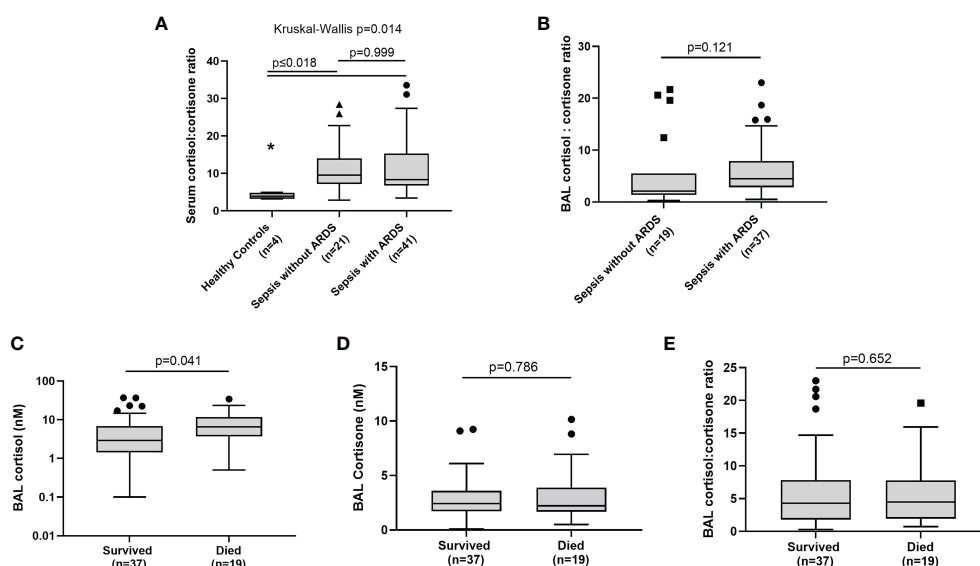 A
Kruskal-Wallis p=0.014
p≤0.018
p=0.999
Serum cortisol:cortisone ratio
40
30
20
10
0
*
Healthy Controls
(n=4)
Sepsis without ARDS
(n=21)
Sepsis with ARDS
(n=41)
B
p=0.121
BAL cortisol : cortisone ratio
30
20
10
0
Sepsis without ARDS
(n=19)
Sepsis with ARDS
(n=37)
C
p=0.041
BAL cortisol (nM)
100
10
1
0.1
0.01
Survived
(n=37)
Died
(n=19)
D
p=0.786
BAL Cortisone (nM)
15
10
5
0
Survived
(n=37)
Died
(n=19)
E
p=0.652
BAL cortisol:cortisone ratio
25
20
15
10
5
0
Survived
(n=37)
Died
(n=19)